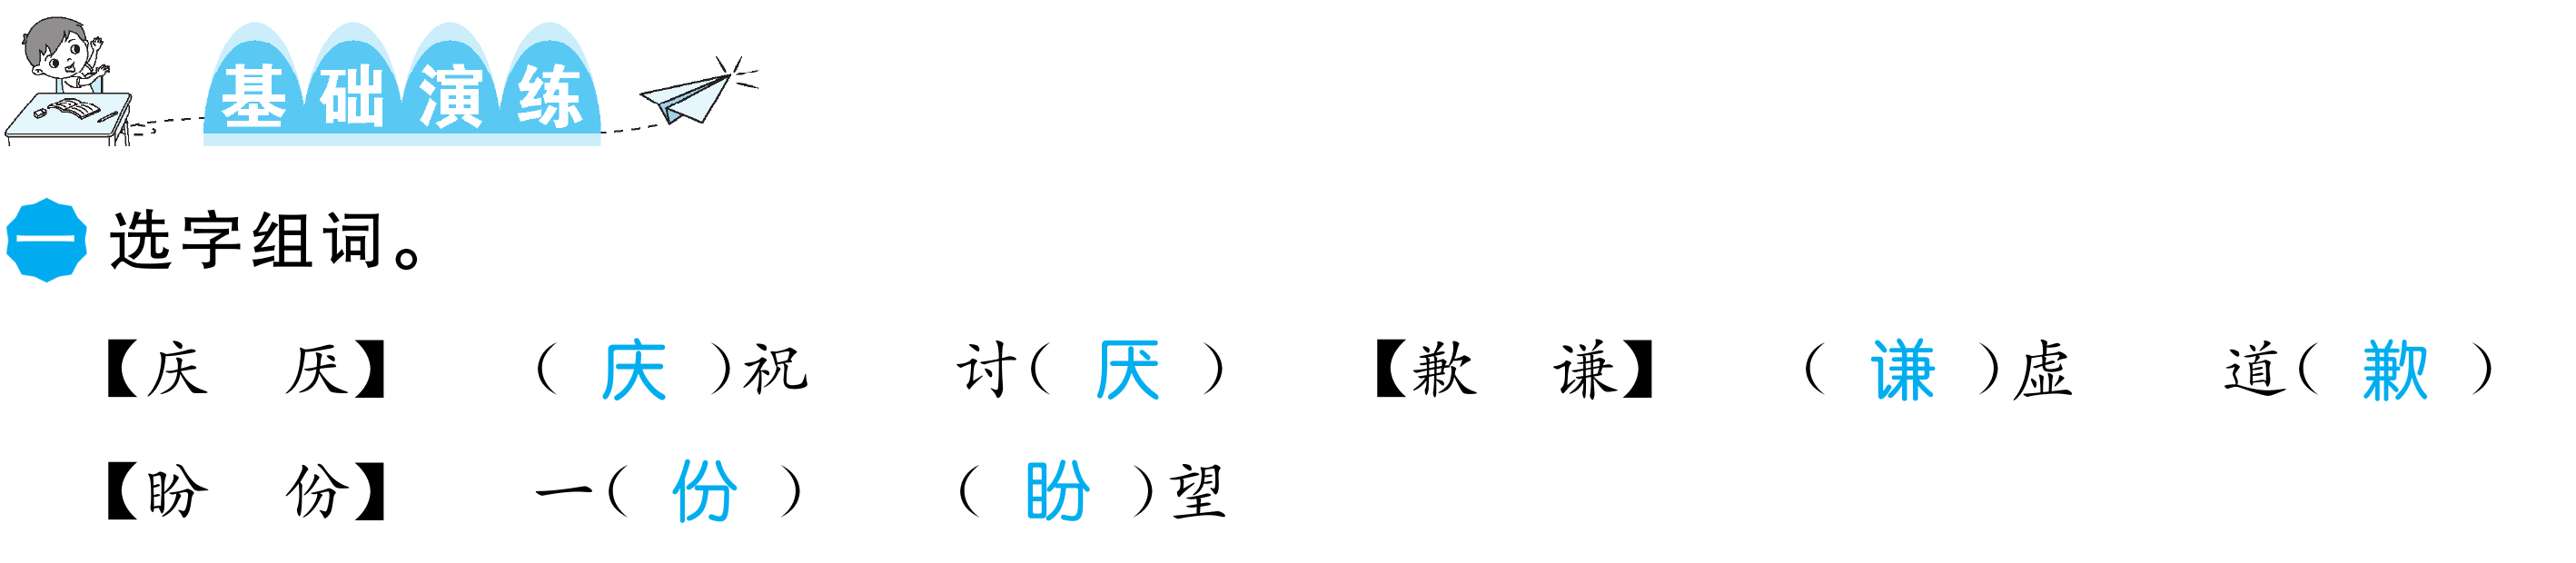 基础演练
一 选字组词。
【庆 厌】 ( 庆 )祝 讨( 厌 ) 【歉 谦】 ( 谦 )虚 道( 歉 )
【盼 份】 一( 份 ) ( 盼 )望